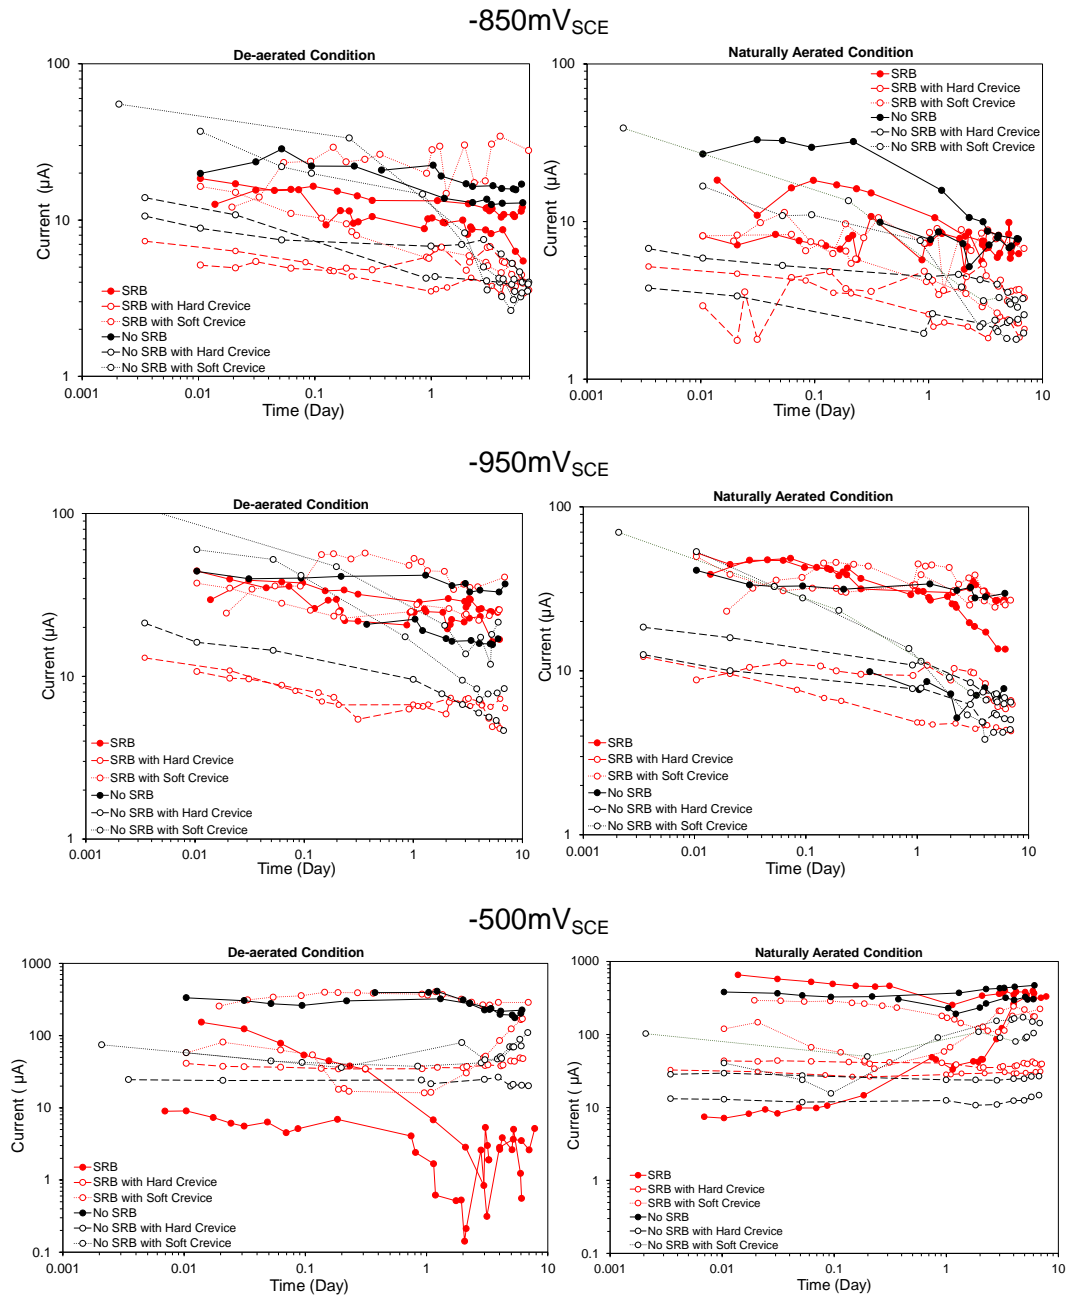 -850mVSCE
De-aerated Condition
Naturally Aerated Condition
100
10
1
Current (µA)
SRB
SRB with Hard Crevice
SRB with Soft Crevice
No SRB
No SRB with Hard Crevice
No SRB with Soft Crevice
0.001 0.01 0.1 1
Time (Day)
100
10
1
Current (µA)
SRB
SRB with Hard Crevice
SRB with Soft Crevice
No SRB
No SRB with Hard Crevice
No SRB with Soft Crevice
0.001 0.01 0.1 1 10
Time (Day)
-950mVSCE
De-aerated Condition
Naturally Aerated Condition
100
10
1
Current (µA)
SRB
SRB with Hard Crevice
SRB with Soft Crevice
No SRB
No SRB with Hard Crevice
No SRB with Soft Crevice
0.001 0.01 0.1 1 10
Time (Day)
100
10
1
Current (µA)
SRB
SRB with Hard Crevice
SRB with Soft Crevice
No SRB
No SRB with Hard Crevice
No SRB with Soft Crevice
0.001 0.01 0.1 1 10
Time (Day)
-500mVSCE
De-aerated Condition
Naturally Aerated Condition
1000
100
10
1
0.1
Current ( µA)
SRB
SRB with Hard Crevice
SRB with Soft Crevice
No SRB
No SRB with Hard Crevice
No SRB with Soft Crevice
0.001 0.01 0.1 1 10
Time (Day)
1000
100
10
1
0.1
Current ( µA)
SRB
SRB with Hard Crevice
SRB with Soft Crevice
No SRB
No SRB with Hard Crevice
No SRB with Soft Crevice
0.001 0.01 0.1 1 10
Time (Day)